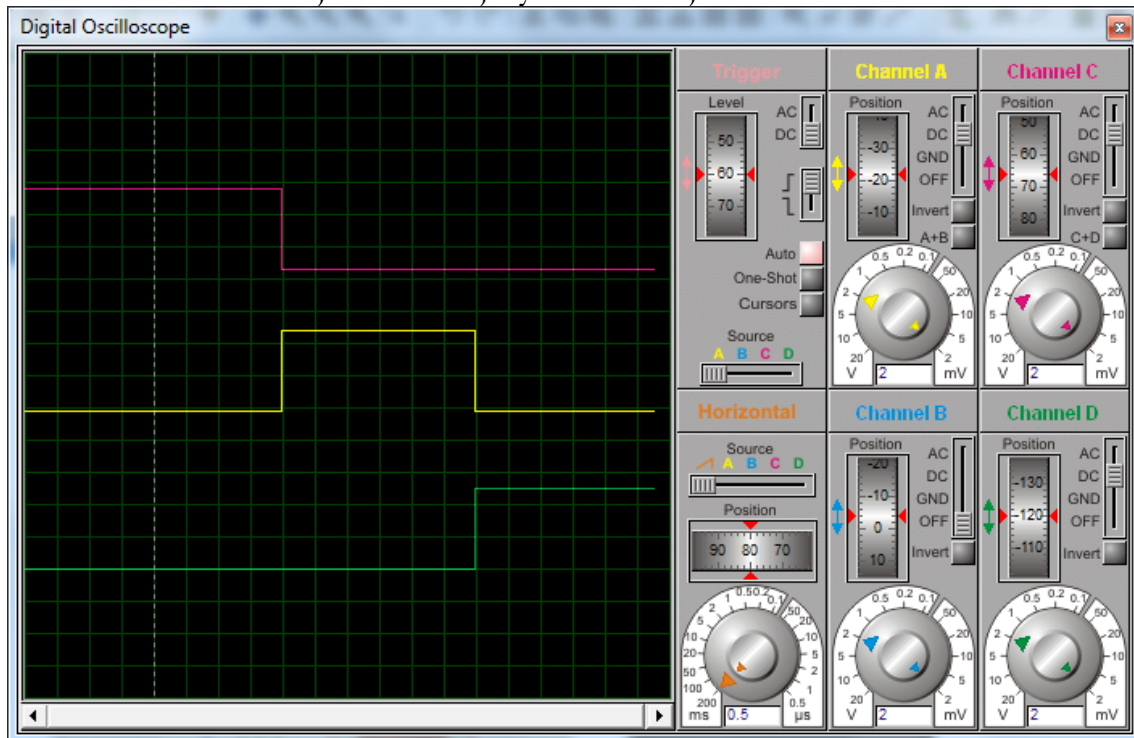 Digital Oscilloscope
Trigger
Level
50
60
70
AC
DC
Auto
One-Shot
Cursors
Source
A B C D
Channel A
Position
-30
-20
-10
AC
DC
GND
OFF
Invert
A+B
20 10 5 2 1 0.5 0.2 0.1 50 20 10 5 2
V 2 mV
Channel C
Position
50
60
70
80
AC
DC
GND
OFF
Invert
C+D
20 10 5 2 1 0.5 0.2 0.1 50 20 10 5 2
V 2 mV
Horizontal
Source
A B C D
Position
90 80 70
200 100 50 20 10 5 2 1 0.5 0.2 0.1 50 20 10 5 2 1 0.5
ms 0.5 µs
Channel B
Position
-20
-10
0
10
AC
DC
GND
OFF
Invert
20 10 5 2 1 0.5 0.2 0.1 50 20 10 5 2
V 2 mV
Channel D
Position
-130
-120
-110
AC
DC
GND
OFF
Invert
20 10 5 2 1 0.5 0.2 0.1 50 20 10 5 2
V 2 mV